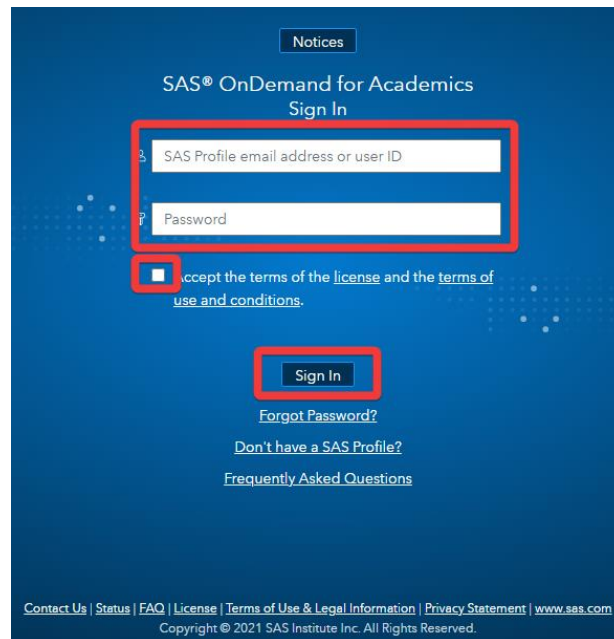 Notices
SAS® OnDemand for Academics
Sign In
SAS Profile email address or user ID
Password
Accept the terms of the license and the terms of
use and conditions.
Sign In
Forgot Password?
Don't have a SAS Profile?
Frequently Asked Questions
Contact Us | Status | FAQ | License | Terms of Use & Legal Information | Privacy Statement | www.sas.com
Copyright © 2021 SAS Institute Inc. All Rights Reserved.